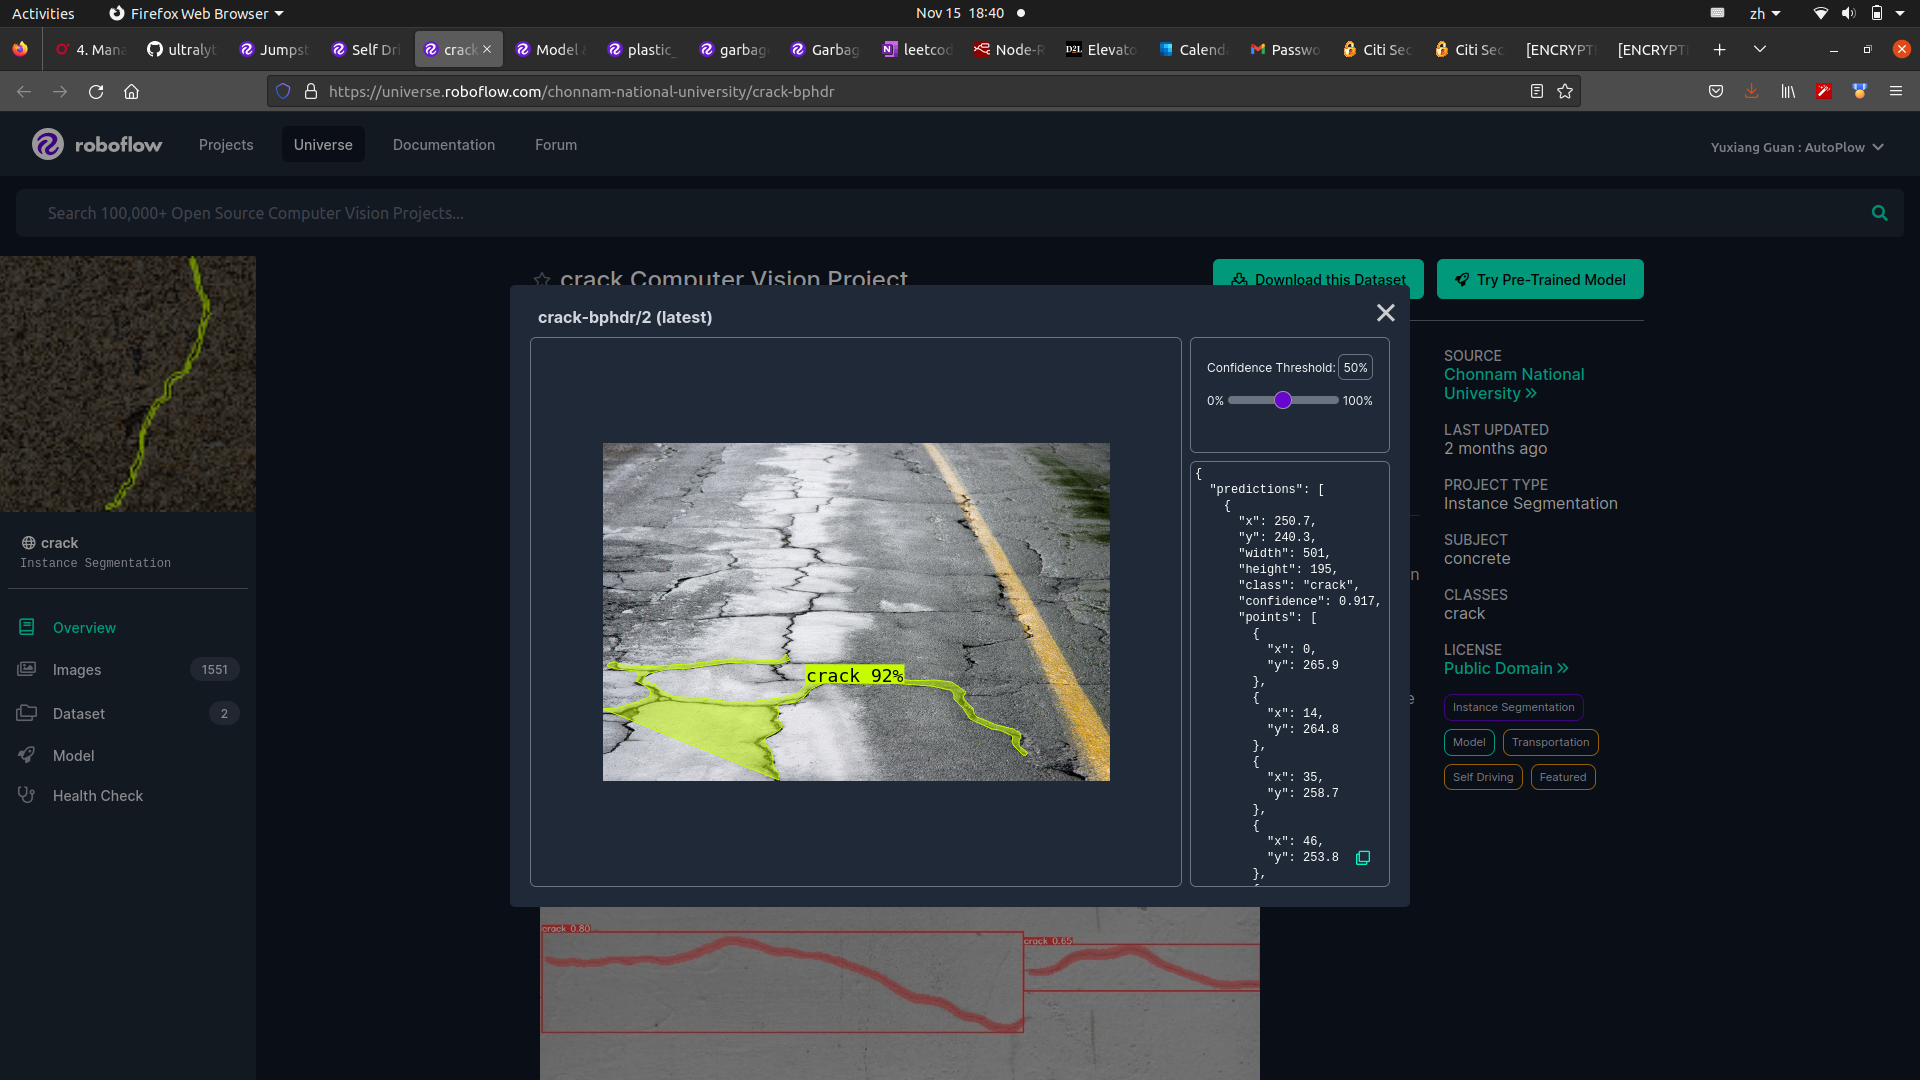 Activities
Firefox Web Browser
Nov 15 18:40
zh
4. Mana
ultralyt
Jumpst
Self Dri
crack
Model
plastic_
garbag
Garbag
leetcod
Node-R
D2L
Elevato
Calend
Passwo
Citi Sec
Citi Sec
[ENCRYPT
[ENCRYPT
https://universe.roboflow.com/chonnam-national-university/crack-bphdr
roboflow
Projects
Universe
Documentation
Forum
Yuxiang Guan : AutoPlow
Search 100,000+ Open Source Computer Vision Projects...
crack
Instance Segmentation
Overview
Images
1551
Dataset
2
Model
Health Check
crack Computer Vision Project
Download this Dataset
Try Pre-Trained Model
crack-bphdr/2 (latest)
crack 92%
Confidence Threshold: 50%
0%
100%
{
"predictions": [
{
"x": 250.7,
"y": 240.3,
"width": 501,
"height": 195,
"class": "crack",
"confidence": 0.917,
"points": [
{
"x": 0,
"y": 265.9
},
{
"x": 14,
"y": 264.8
},
{
"x": 35,
"y": 258.7
},
{
"x": 46,
"y": 253.8
},
SOURCE
Chonnam National
University
LAST UPDATED
2 months ago
PROJECT TYPE
Instance Segmentation
SUBJECT
concrete
CLASSES
crack
LICENSE
Public Domain
Instance Segmentation
Model
Transportation
Self Driving
Featured
crack 0.80
crack 0.65